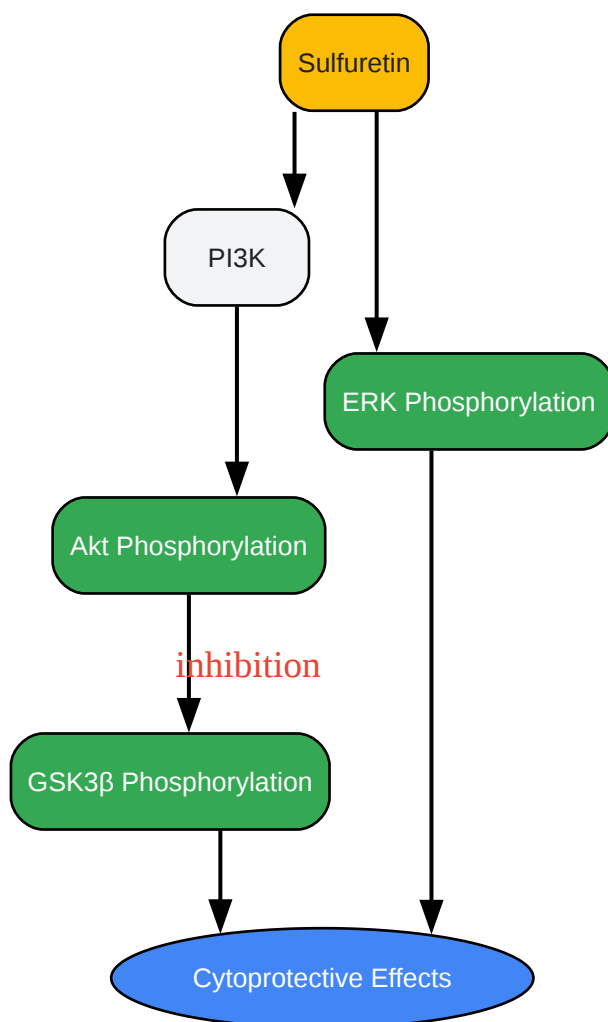 Sulfuretin
PI3K
ERK Phosphorylation
Akt Phosphorylation
inhibition
GSK3β Phosphorylation
Cytoprotective Effects